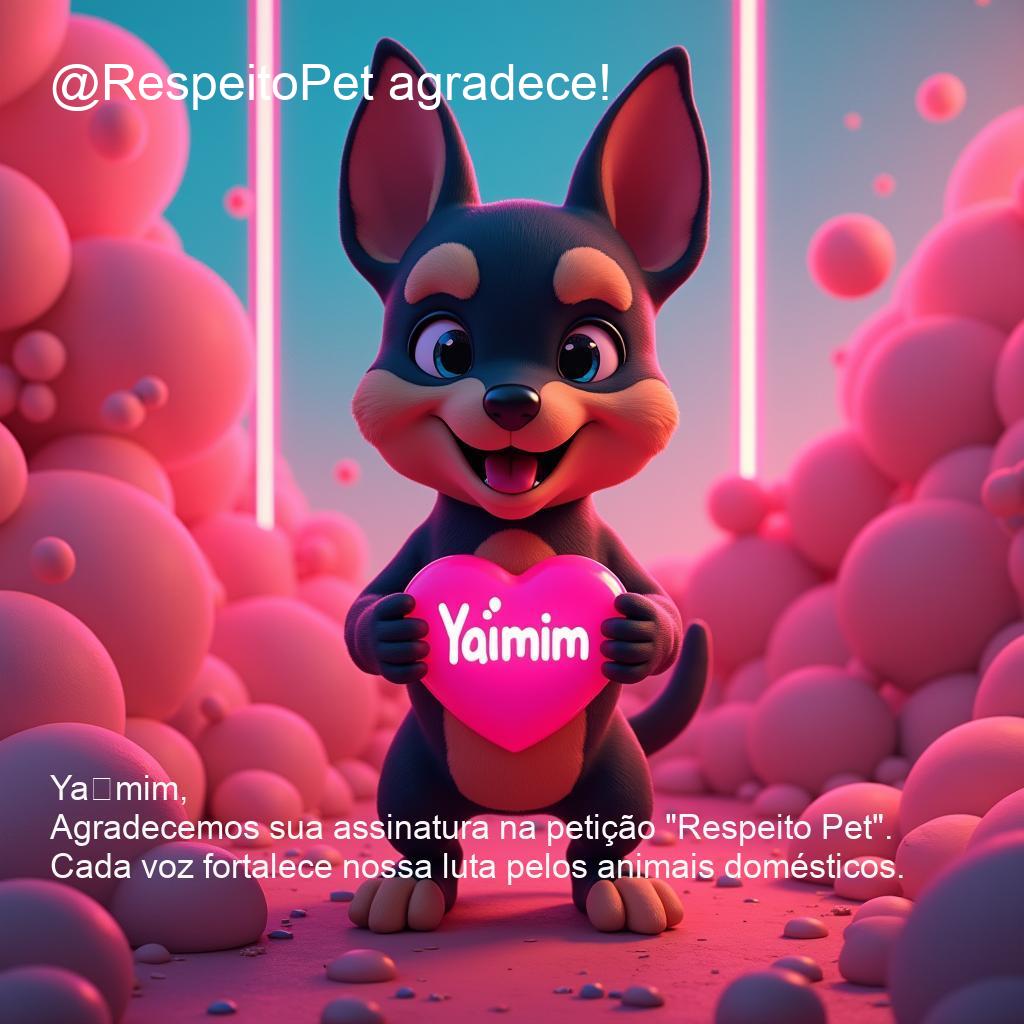 @RespeitoPet agradece!
Yaimim
Ya□mim,
Agradecemos sua assinatura na petição "Respeito Pet".
Cada voz fortalece nossa luta pelos animais domésticos.